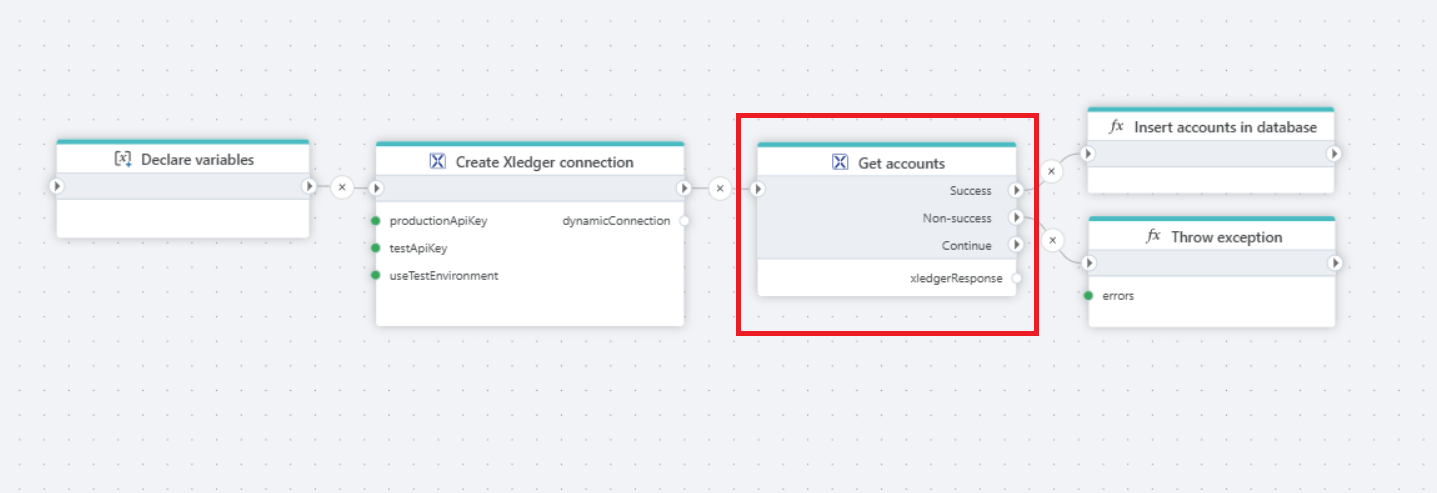 Declare variables
Create Xledger connection
productionApiKey
dynamicConnection
testApiKey
useTestEnvironment
Get accounts
Success
Non-success
Continue
xledgerResponse
fx Insert accounts in database
fx Throw exception
errors